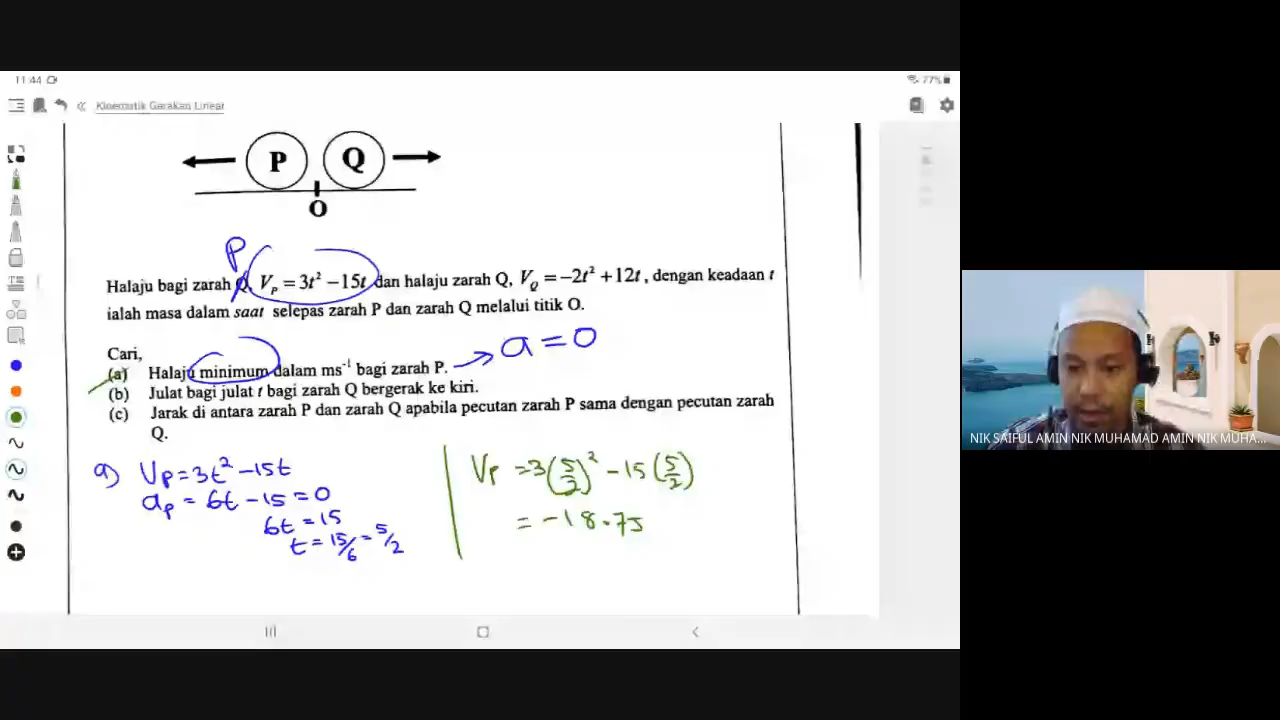 11:44
77%
Kinematik Garakan Linear
P Q
O
P
Halaju bagi zarah Q, V_P = 3t² − 15t dan halaju zarah Q, V_Q = −2t² + 12t, dengan keadaan t
ialah masa dalam saat selepas zarah P dan zarah Q melalui titik O.
Cari,
a = 0
(a) Halaju minimum dalam ms⁻¹ bagi zarah P.
(b) Julat bagi julat t bagi zarah Q bergerak ke kiri.
(c) Jarak di antara zarah P dan zarah Q apabila pecutan zarah P sama dengan pecutan zarah
Q.
a) Vp = 3t² − 15t
ap = 6t − 15 = 0
6t = 15
t = 15/6 = 5/2
Vp = 3(5/2)² − 15(5/2)
= −18.75
NIK SAIFUL AMIN NIK MUHAMAD AMIN NIK MUHA...